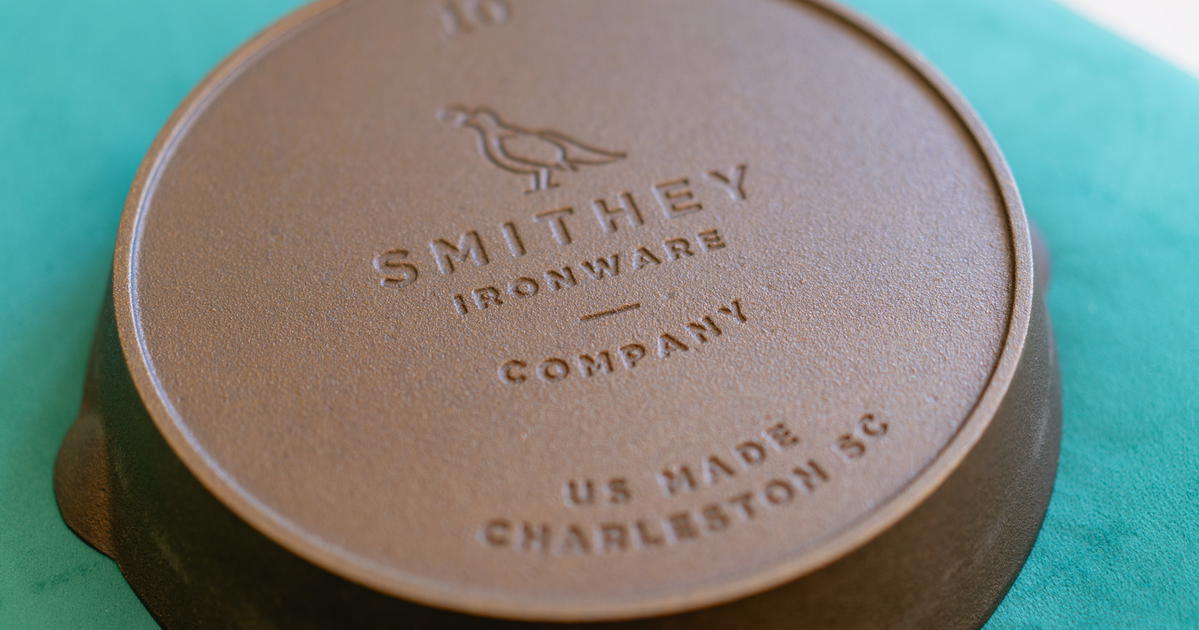 10
SMITHEY
IRONWARE
COMPANY
US MADE
CHARLESTON SC